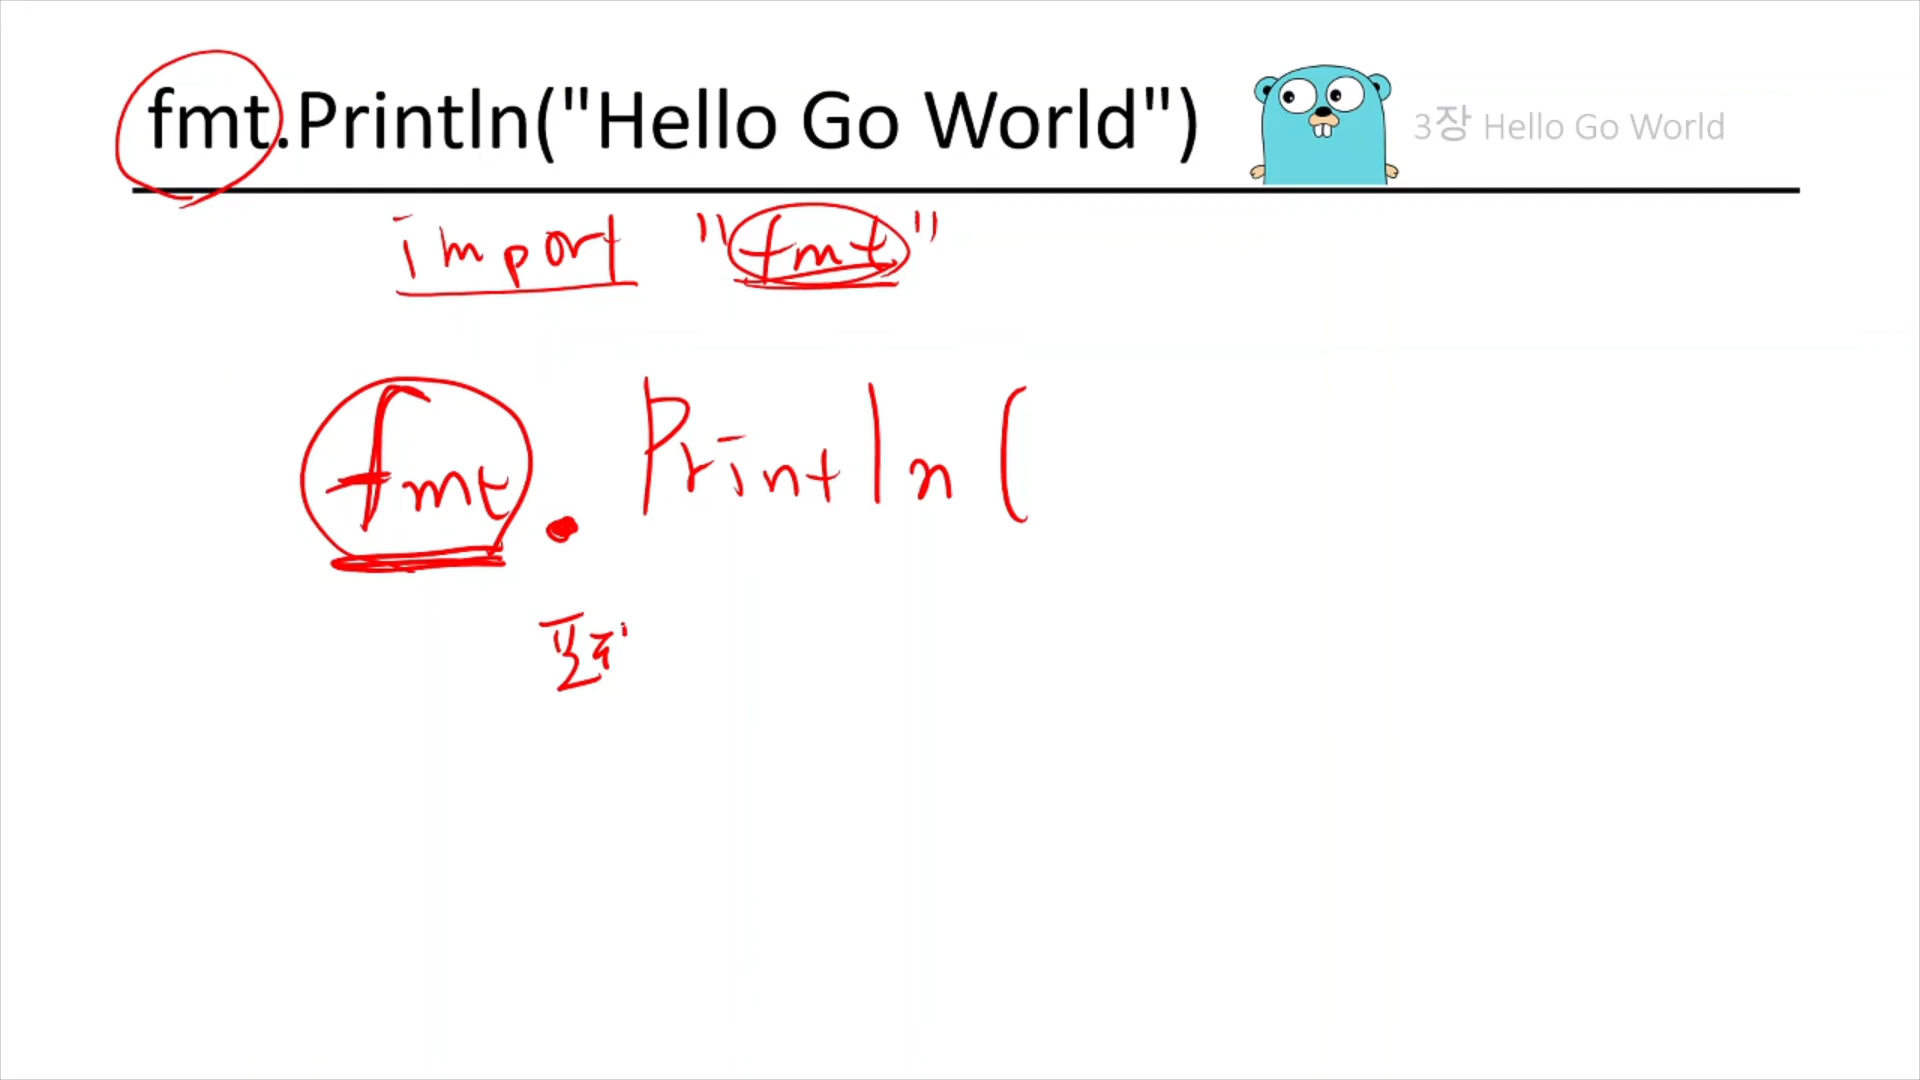 fmt.Println("Hello Go World")
3장 Hello Go World
import "fmt"
fmt. Println (